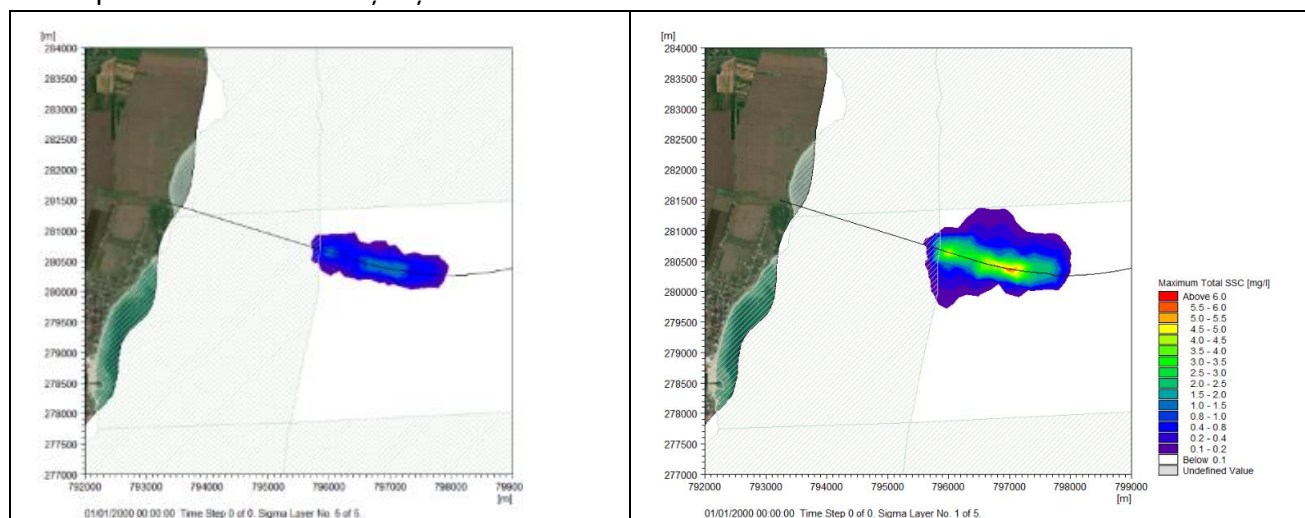 [m]
284000
283500
283000
282500
282000
281500
281000
280500
280000
279500
279000
278500
278000
277500
277000
792000 793000 794000 795000 796000 797000 798000 79900
[m]
01/01/2000 00:00:00 Time Step 0 of 0. Sigma Layer No. 5 of 5.
[m]
284000
283500
283000
282500
282000
281500
281000
280500
280000
279500
279000
278500
278000
277500
277000
792000 793000 794000 795000 796000 797000 798000 799000
[m]
01/01/2000 00:00:00 Time Step 0 of 0. Sigma Layer No. 1 of 5.
Maximum Total SSC [mg/l]
Above 6.0
5.5 - 6.0
5.0 - 5.5
4.5 - 5.0
4.0 - 4.5
3.5 - 4.0
3.0 - 3.5
2.5 - 3.0
2.0 - 2.5
1.5 - 2.0
1.0 - 1.5
0.8 - 1.0
0.4 - 0.8
0.2 - 0.4
0.1 - 0.2
Below 0.1
Undefined Value